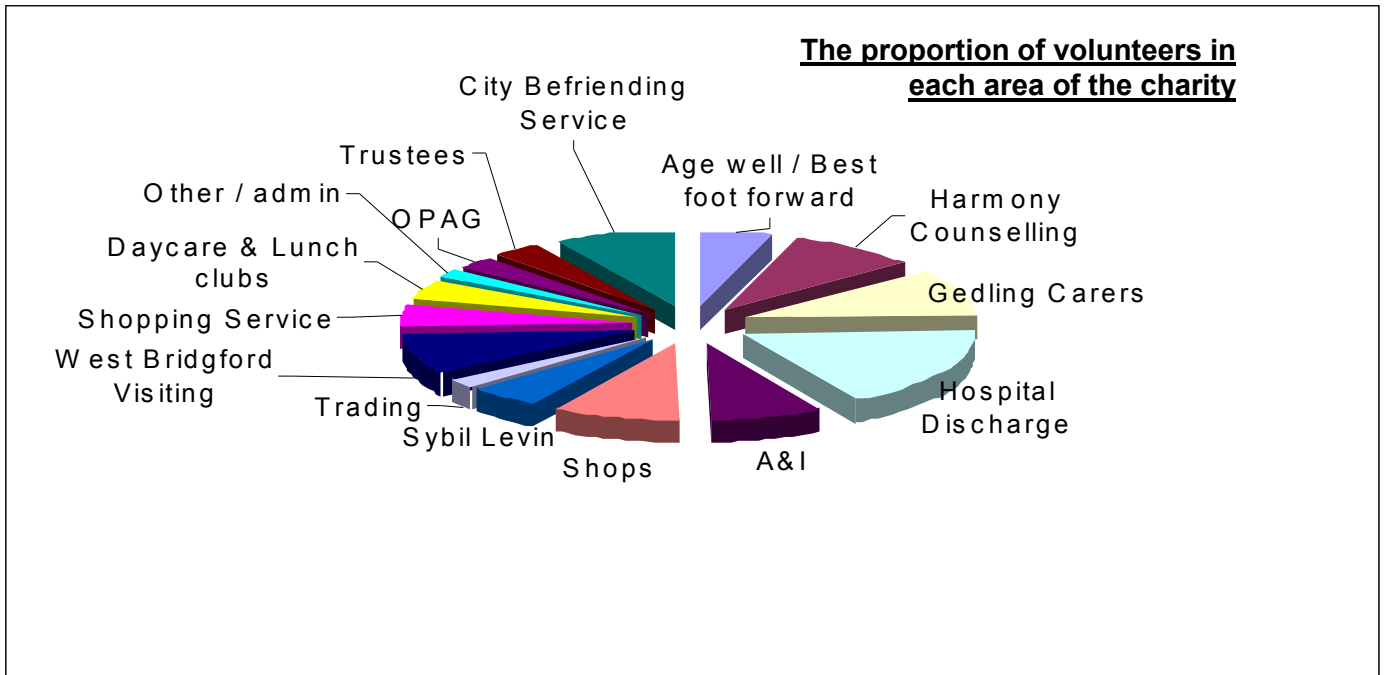 The proportion of volunteers in
each area of the charity
City Befriending
Service
Trustees
Other / admin
OPAG
Daycare & Lunch
clubs
Shopping Service
West Bridgford
Visiting
Trading
Sybil Levin
Shops
A&I
Hospital
Discharge
Gedling Carers
Harmony
Counselling
Age well / Best
foot forward